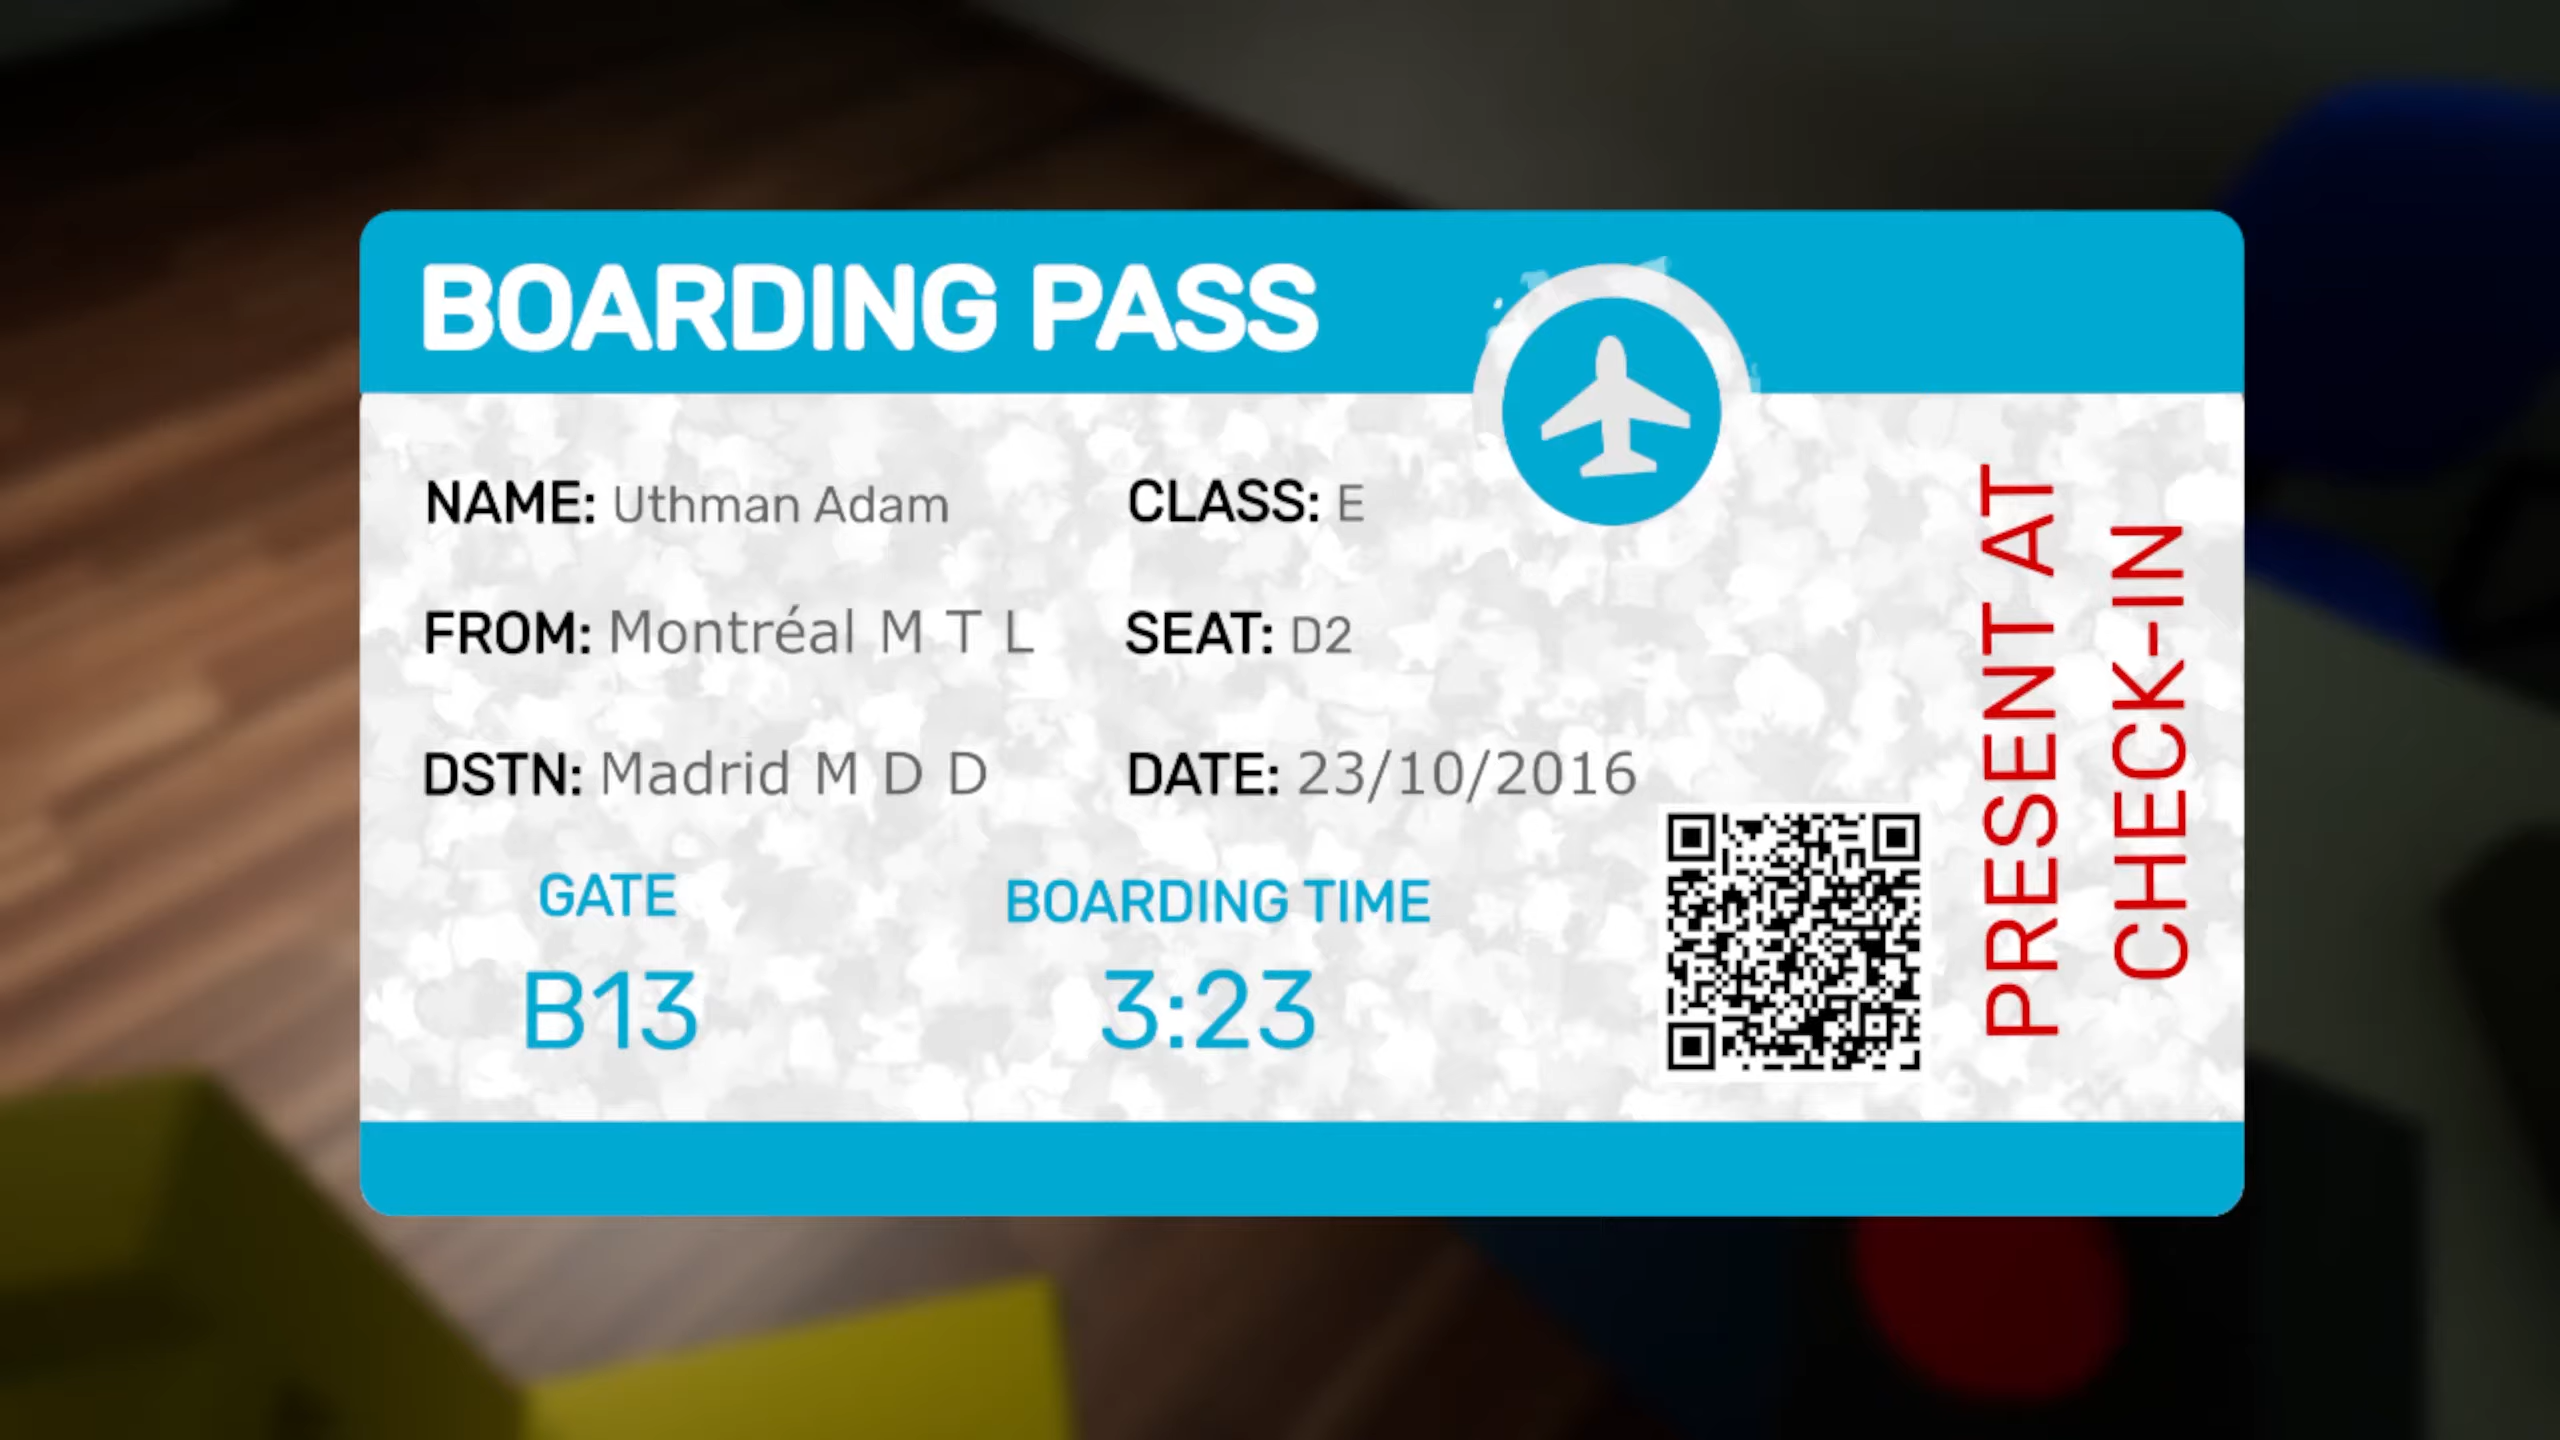 BOARDING PASS
NAME: Uthman Adam
CLASS: E
FROM: Montréal M T L
SEAT: D2
DSTN: Madrid M D D
DATE: 23/10/2016
GATE
B13
BOARDING TIME
3:23
PRESENT AT
CHECK-IN